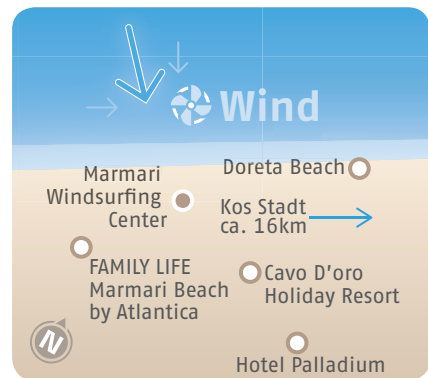 Wind
Doreta Beach
Marmari
Windsurfing
Center
Kos Stadt
ca. 16km
FAMILY LIFE
Marmari Beach
by Atlantica
Cavo D'oro
Holiday Resort
N
Hotel Palladium